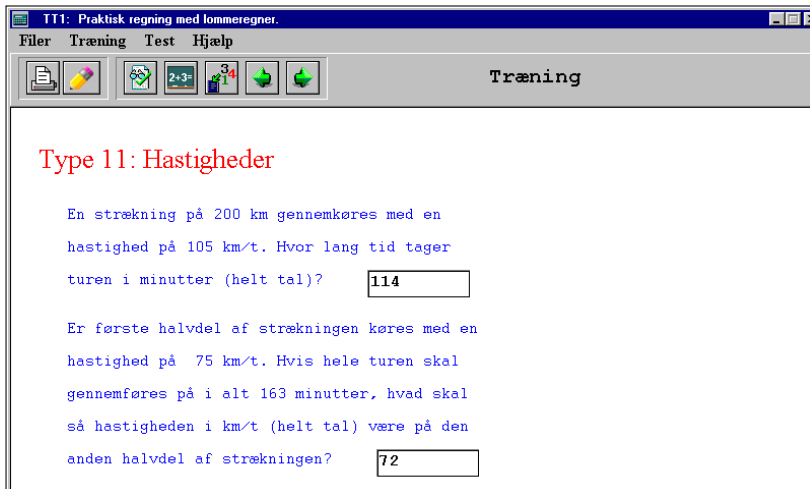 TT1: Praktisk regning med lommeregner.
Filer Træning Test Hjælp
2+3=
3
1 4
Træning
Type 11: Hastigheder
En strækning på 200 km gennemkøres med en
hastighed på 105 km/t. Hvor lang tid tager
turen i minutter (helt tal)? 114
Er første halvdel af strækningen køres med en
hastighed på 75 km/t. Hvis hele turen skal
gennemføres på i alt 163 minutter, hvad skal
så hastigheden i km/t (helt tal) være på den
anden halvdel af strækningen? 72